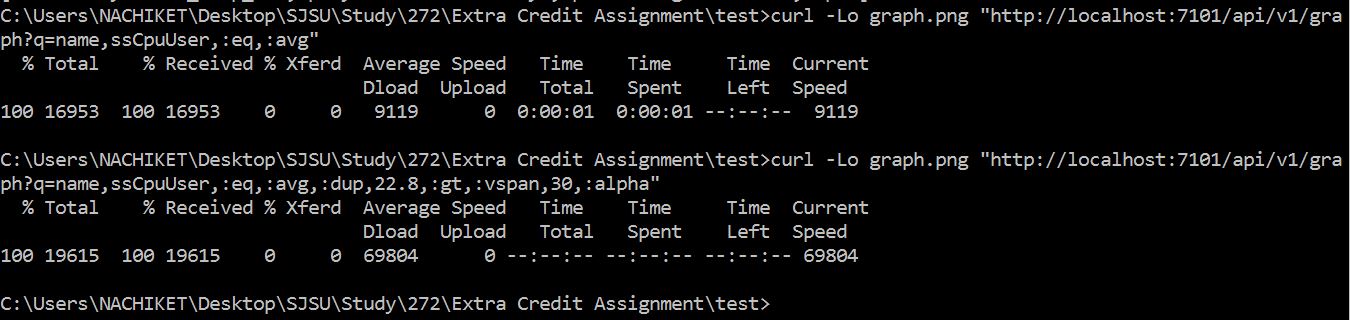 C:\Users\NACHIKET\Desktop\SJSU\Study\272\Extra Credit Assignment\test>curl -Lo graph.png "http://localhost:7101/api/v1/gra
ph?q=name,ssCpuUser,:eq,:avg"
  % Total    % Received % Xferd  Average Speed   Time    Time     Time  Current
                                 Dload  Upload   Total   Spent    Left  Speed
100 16953  100 16953    0     0   9119      0  0:00:01  0:00:01 --:--:--  9119
C:\Users\NACHIKET\Desktop\SJSU\Study\272\Extra Credit Assignment\test>curl -Lo graph.png "http://localhost:7101/api/v1/gra
ph?q=name,ssCpuUser,:eq,:avg,:dup,22.8,:gt,:vspan,30,:alpha"
  % Total    % Received % Xferd  Average Speed   Time    Time     Time  Current
                                 Dload  Upload   Total   Spent    Left  Speed
100 19615  100 19615    0     0  69804      0 --:--:-- --:--:-- --:--:-- 69804
C:\Users\NACHIKET\Desktop\SJSU\Study\272\Extra Credit Assignment\test>